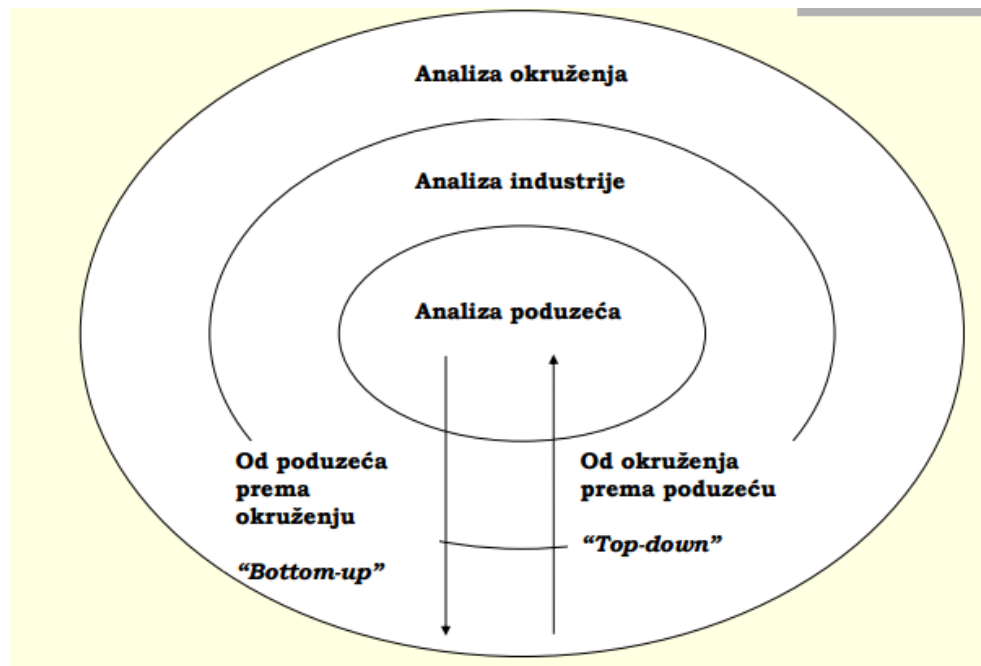 Analiza okruženja
Analiza industrije
Analiza poduzeća
Od poduzeća
prema
okruženju
“Bottom-up”
Od okruženja
prema poduzeću
“Top-down”